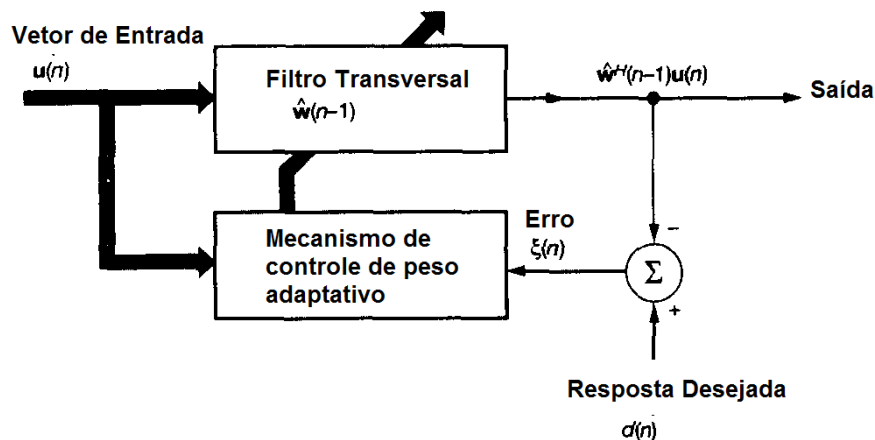 Vetor de Entrada
u(n)
Filtro Transversal
ŵ(n–1)
ŵᴴ(n–1)u(n)
Saída
Mecanismo de
controle de peso
adaptativo
Erro
ξ(n)
–
Σ
+
Resposta Desejada
d(n)